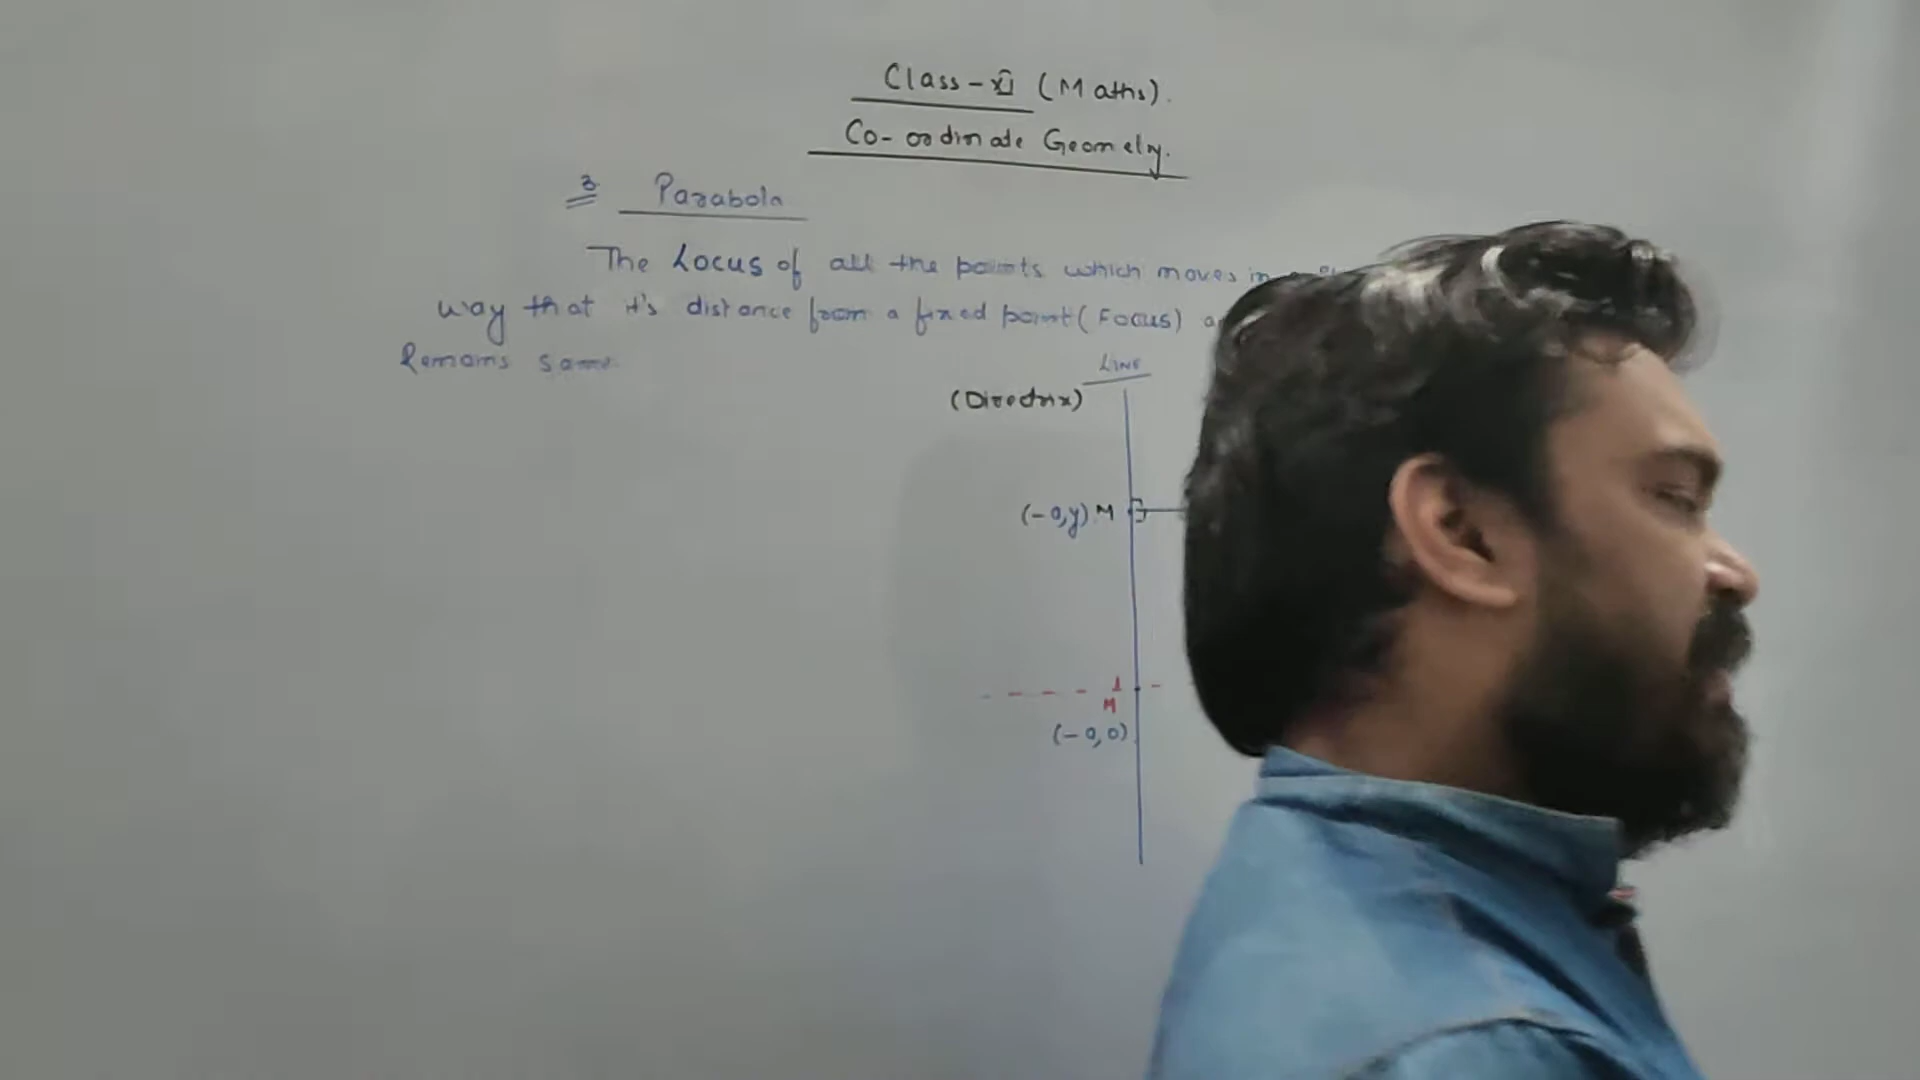 Class-XI (Maths).
Co-ordinate Geometry.
3. Parabola
The Locus of all the points which moves in a
way that it's distance from a fixed point (Focus)
Remains same.
LINE
(Directrix)
(-a,y) M
M
(-a,0)